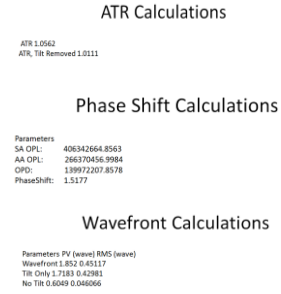 ATR Calculations
ATR 1.0562
ATR, Tilt Removed 1.0111
Phase Shift Calculations
Parameters
SA OPL: 406342664.8563
AA OPL: 266370456.9984
OPD: 139972207.8578
PhaseShift: 1.5177
Wavefront Calculations
Parameters PV (wave) RMS (wave)
Wavefront 1.852 0.45117
Tilt Only 1.7183 0.42981
No Tilt 0.6049 0.046066